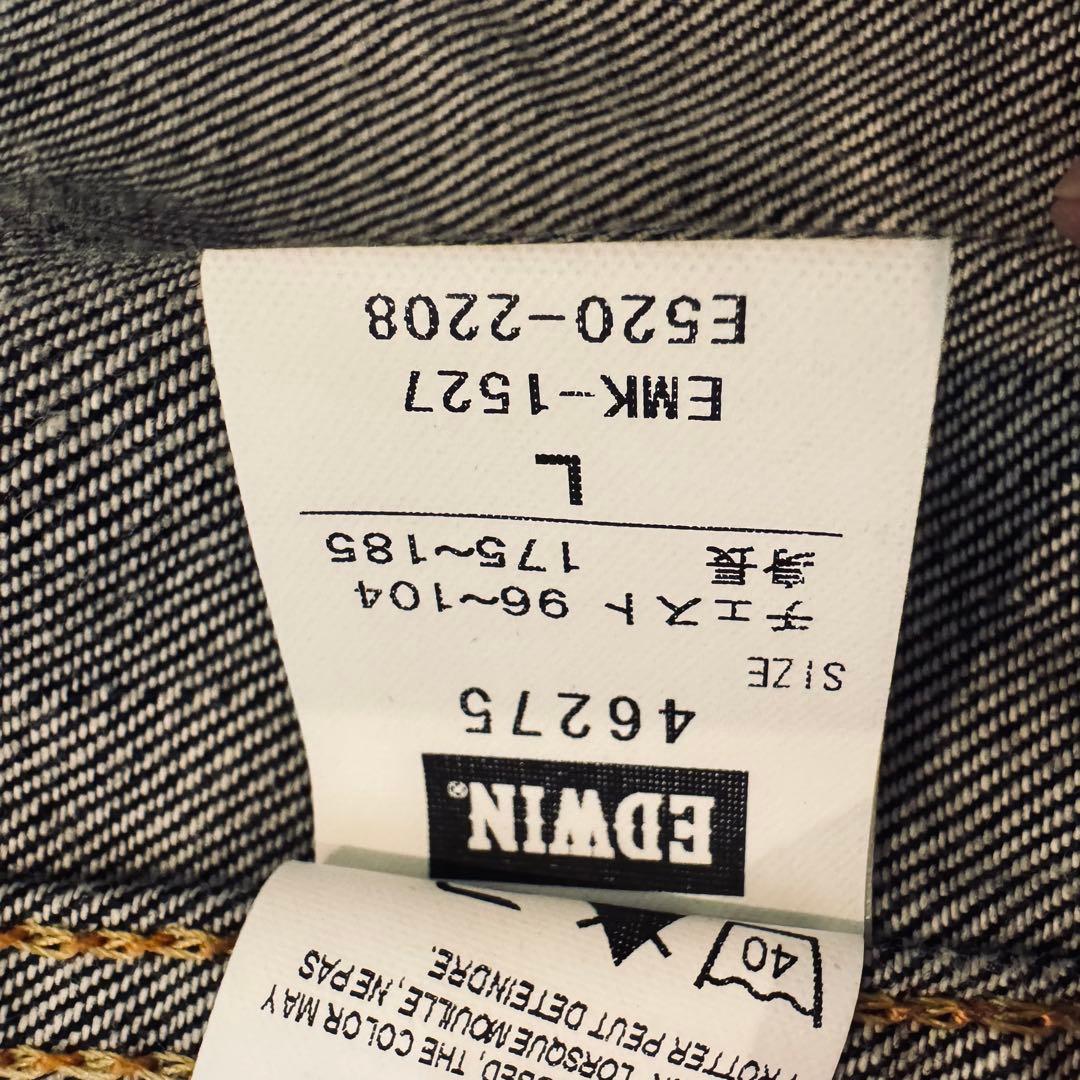 THE COLOR MAY
LORSQUE MOUILLE, NE PAS
PEUT DETEINDRE.
40
EDWIN®
46275
SIZE
チェスト 96~104
身長 175~185
L
EMK-1527
E520-2208